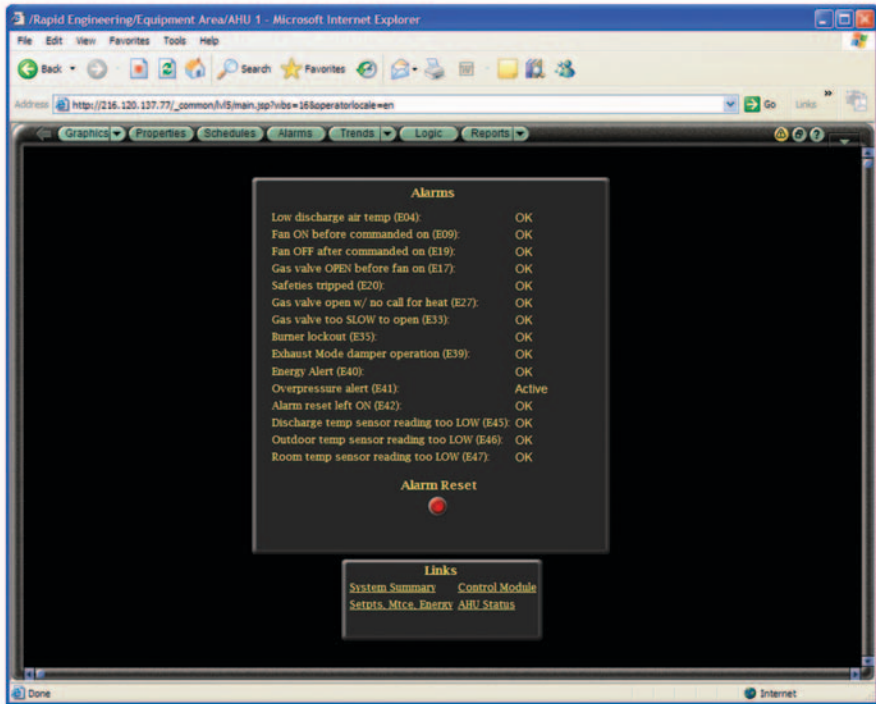 /Rapid Engineering/Equipment Area/AHU 1 - Microsoft Internet Explorer
File Edit View Favorites Tools Help
Back Search Favorites
Address http://216.120.137.77/_common/lvl5/main.jsp?wbs=16&operatorlocale=en Go Links »
Graphics Properties Schedules Alarms Trends Logic Reports
Alarms
Low discharge air temp (E04): OK
Fan ON before commanded on (E09): OK
Fan OFF after commanded on (E19): OK
Gas valve OPEN before fan on (E17): OK
Safeties tripped (E20): OK
Gas valve open w/ no call for heat (E27): OK
Gas valve too SLOW to open (E33): OK
Burner lockout (E35): OK
Exhaust Mode damper operation (E39): OK
Energy Alert (E40): OK
Overpressure alert (E41): Active
Alarm reset left ON (E42): OK
Discharge temp sensor reading too LOW (E45): OK
Outdoor temp sensor reading too LOW (E46): OK
Room temp sensor reading too LOW (E47): OK
Alarm Reset
Links
System Summary Control Module
Setpts, Mtce, Energy AHU Status
Done Internet